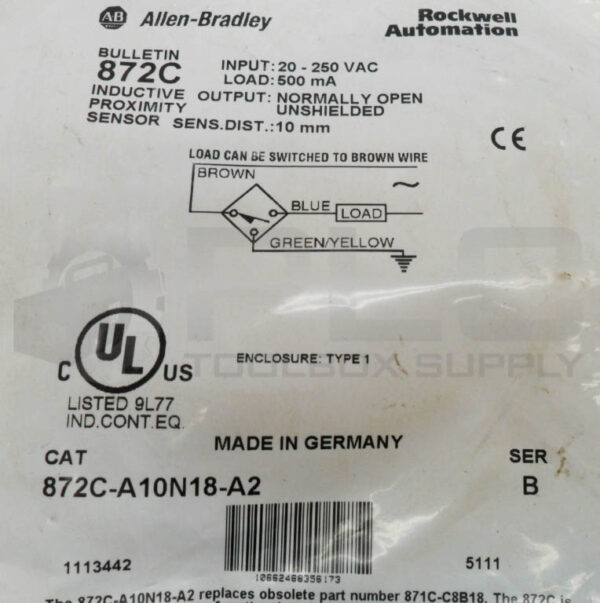 AB Allen-Bradley
Rockwell
Automation
BULLETIN
872C
INDUCTIVE
PROXIMITY
SENSOR
INPUT: 20 - 250 VAC
LOAD: 500 mA
OUTPUT: NORMALLY OPEN
UNSHIELDED
SENS.DIST.: 10 mm
CE
LOAD CAN BE SWITCHED TO BROWN WIRE
BROWN
~
BLUE LOAD
GREEN/YELLOW
PLC
TOOLBOX SUPPLY
C UL US
ENCLOSURE: TYPE 1
LISTED 9L77
IND.CONT.EQ.
MADE IN GERMANY
CAT
872C-A10N18-A2
SER
B
1113442
10662468356173
5111
The 872C-A10N18-A2 replaces obsolete part number 871C-C8B18. The 872C is